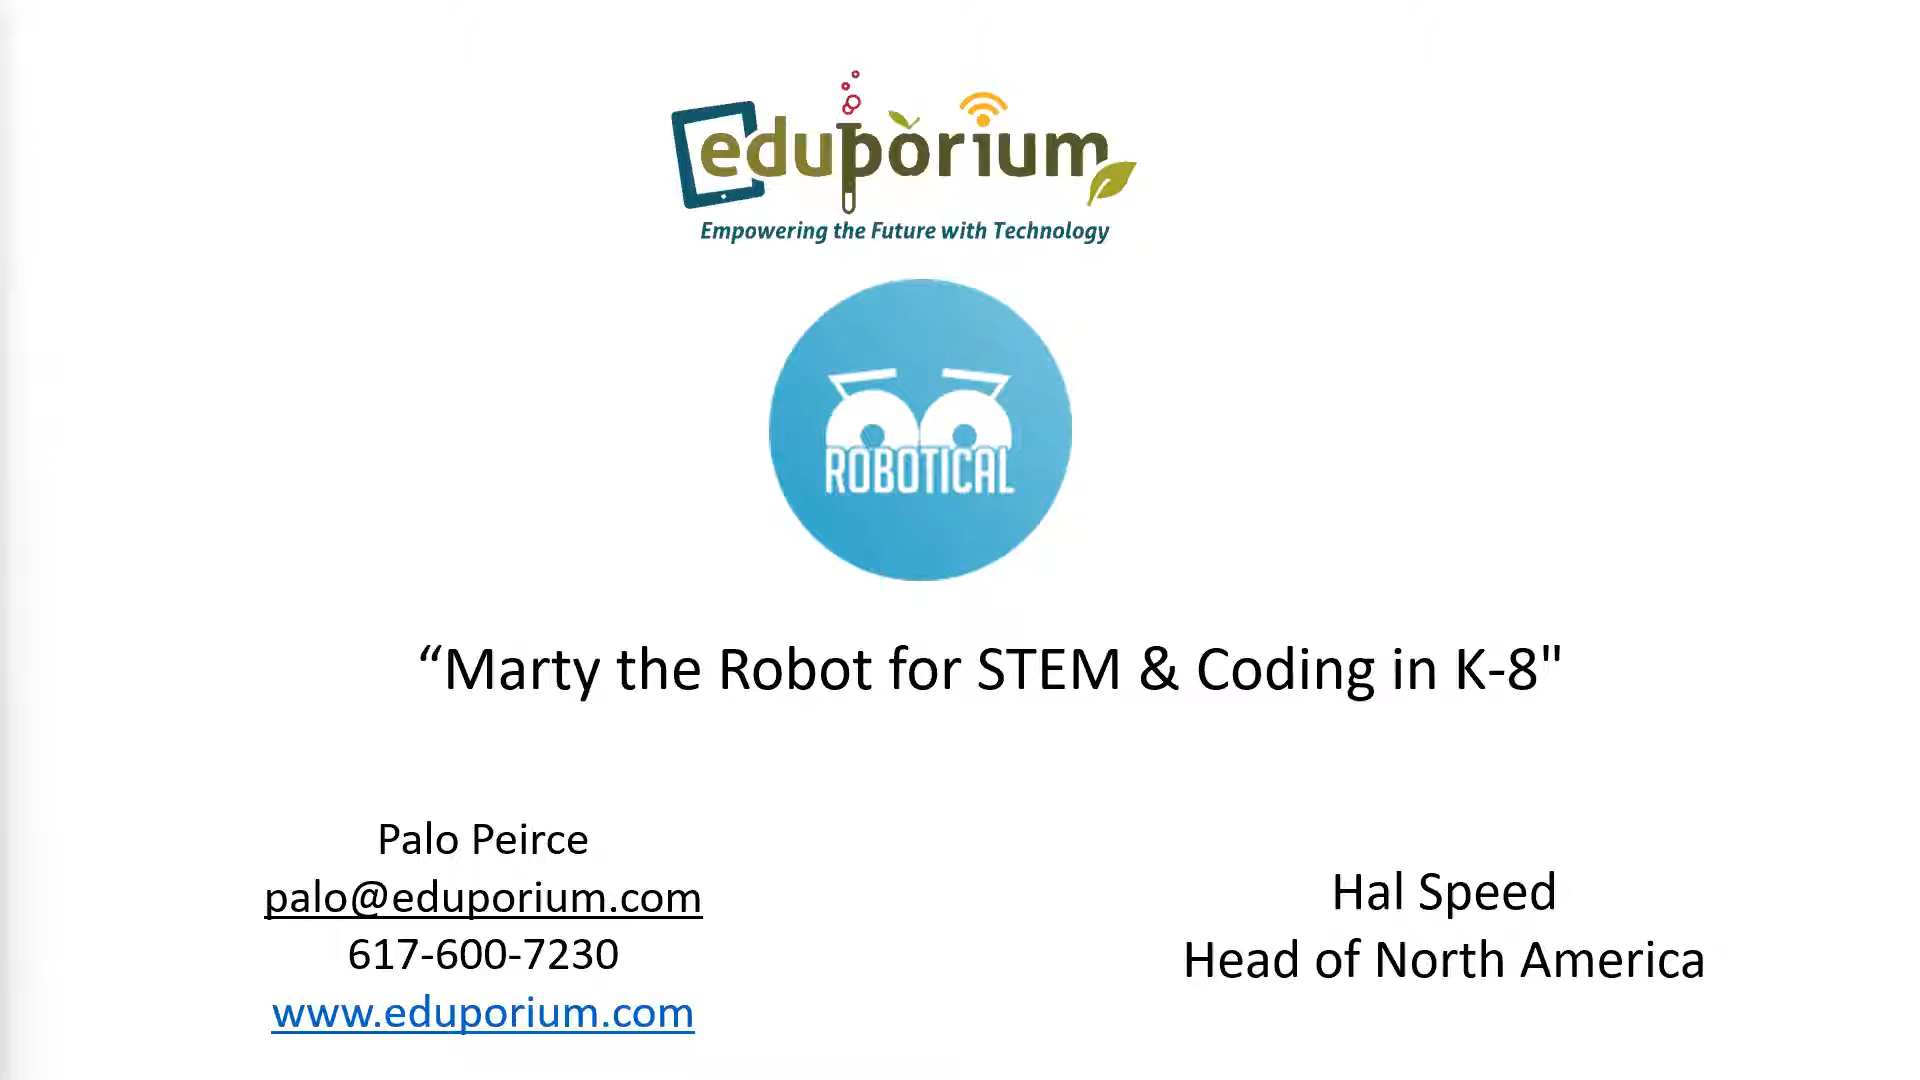 eduporium
Empowering the Future with Technology
ROBOTICAL
“Marty the Robot for STEM & Coding in K-8"
Palo Peirce
palo@eduporium.com
617-600-7230
www.eduporium.com
Hal Speed
Head of North America